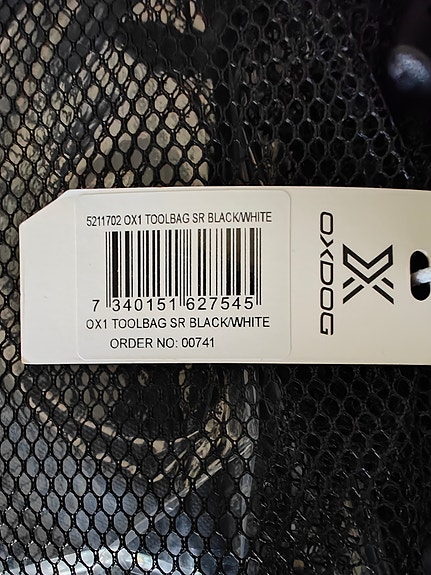 5211702 OX1 TOOLBAG SR BLACK/WHITE
7 340151 627545
OX1 TOOLBAG SR BLACK/WHITE
ORDER NO: 00741
OXDOG